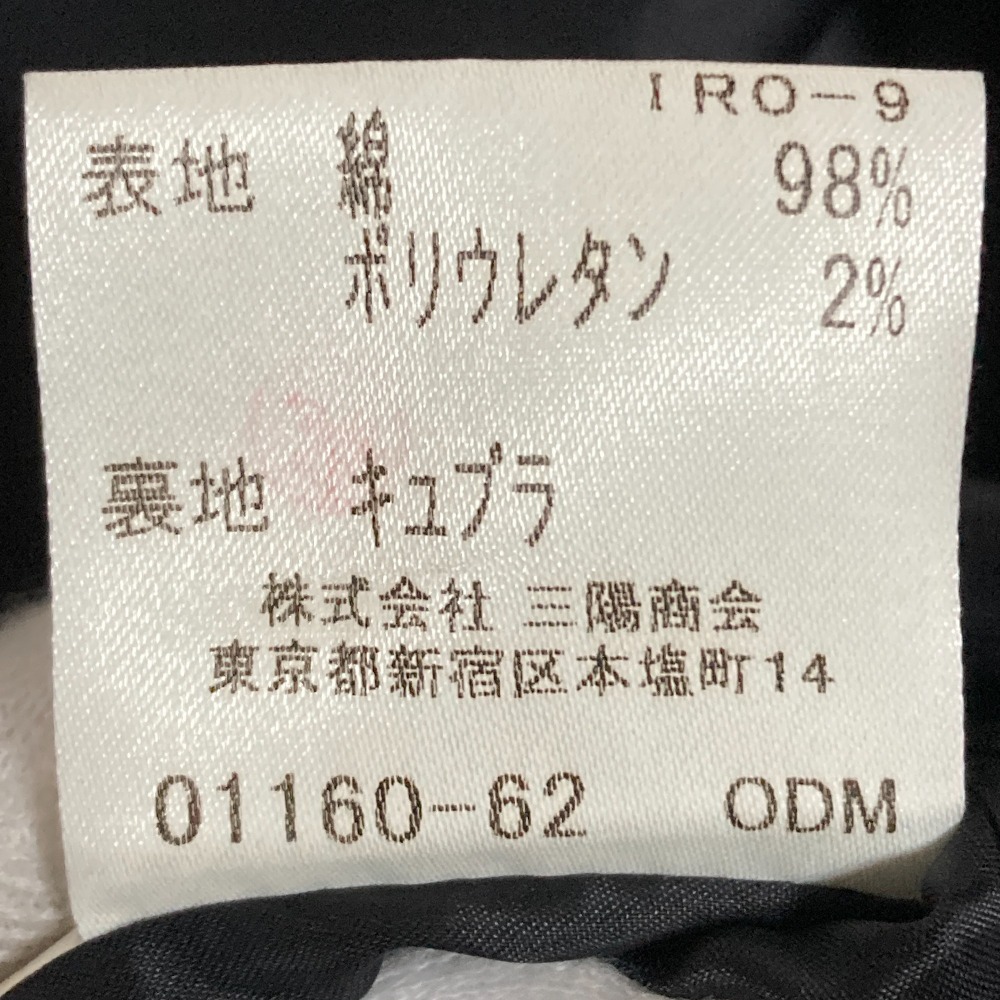 IRO-9
表地 綿 98%
ポリウレタン 2%
裏地 キュプラ
株式会社 三陽商会
東京都新宿区本塩町14
01160-62 ODM